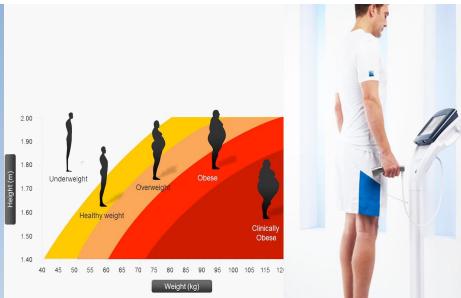 2.00
1.90
1.80
1.70
1.60
1.50
1.40
Height (m)
Underweight
Healthy weight
Overweight
Obese
Clinically
Obese
40 45 50 55 60 65 70 75 80 85 90 95 100 105 110 115 12
Weight (kg)